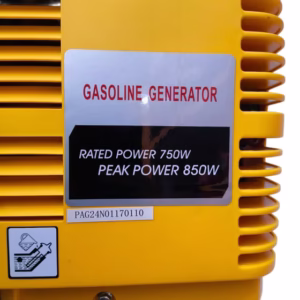 GASOLINE GENERATOR
RATED POWER 750W
PEAK POWER 850W
PAG24N01170110